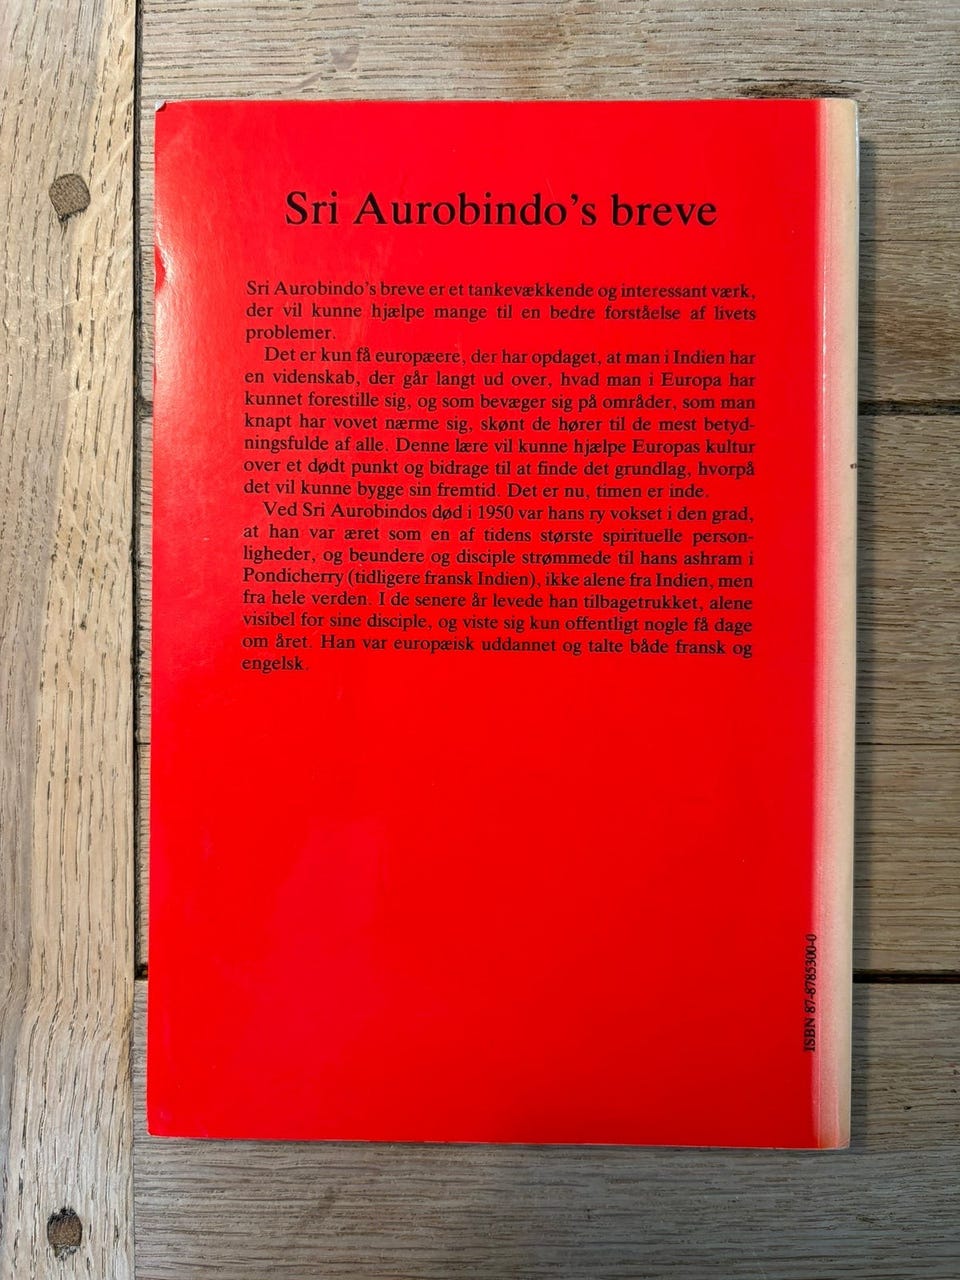 Sri Aurobindo's breve
Sri Aurobindo's breve er et tankevækkende og interessant værk,
der vil kunne hjælpe mange til en bedre forståelse af livets
problemer.
Det er kun få europæere, der har opdaget, at man i Indien har
en videnskab, der går langt ud over, hvad man i Europa har
kunnet forestille sig, og som bevæger sig på områder, som man
knapt har vovet nærme sig, skønt de hører til de mest betyd-
ningsfulde af alle. Denne lære vil kunne hjælpe Europas kultur
over et dødt punkt og bidrage til at finde det grundlag, hvorpå
det vil kunne bygge sin fremtid. Det er nu, timen er inde.
Ved Sri Aurobindos død i 1950 var hans ry vokset i den grad,
at han var æret som en af tidens største spirituelle person-
ligheder, og beundere og disciple strømmede til hans ashram i
Pondicherry (tidligere fransk Indien), ikke alene fra Indien, men
fra hele verden. I de senere år levede han tilbagetrukket, alene
visibel for sine disciple, og viste sig kun offentligt nogle få dage
om året. Han var europæisk uddannet og talte både fransk og
engelsk.
ISBN 87-8785300-0